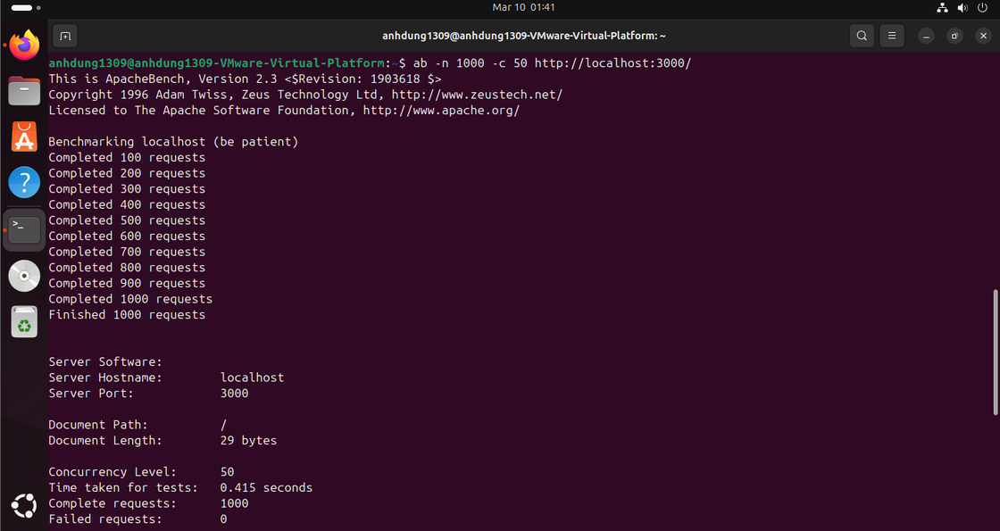 Mar 10 01:41
anhdung1309@anhdung1309-VMware-Virtual-Platform: ~
anhdung1309@anhdung1309-VMware-Virtual-Platform:~$ ab -n 1000 -c 50 http://localhost:3000/
This is ApacheBench, Version 2.3 <$Revision: 1903618 $>
Copyright 1996 Adam Twiss, Zeus Technology Ltd, http://www.zeustech.net/
Licensed to The Apache Software Foundation, http://www.apache.org/
Benchmarking localhost (be patient)
Completed 100 requests
Completed 200 requests
Completed 300 requests
Completed 400 requests
Completed 500 requests
Completed 600 requests
Completed 700 requests
Completed 800 requests
Completed 900 requests
Completed 1000 requests
Finished 1000 requests
Server Software:
Server Hostname: localhost
Server Port: 3000
Document Path: /
Document Length: 29 bytes
Concurrency Level: 50
Time taken for tests: 0.415 seconds
Complete requests: 1000
Failed requests: 0